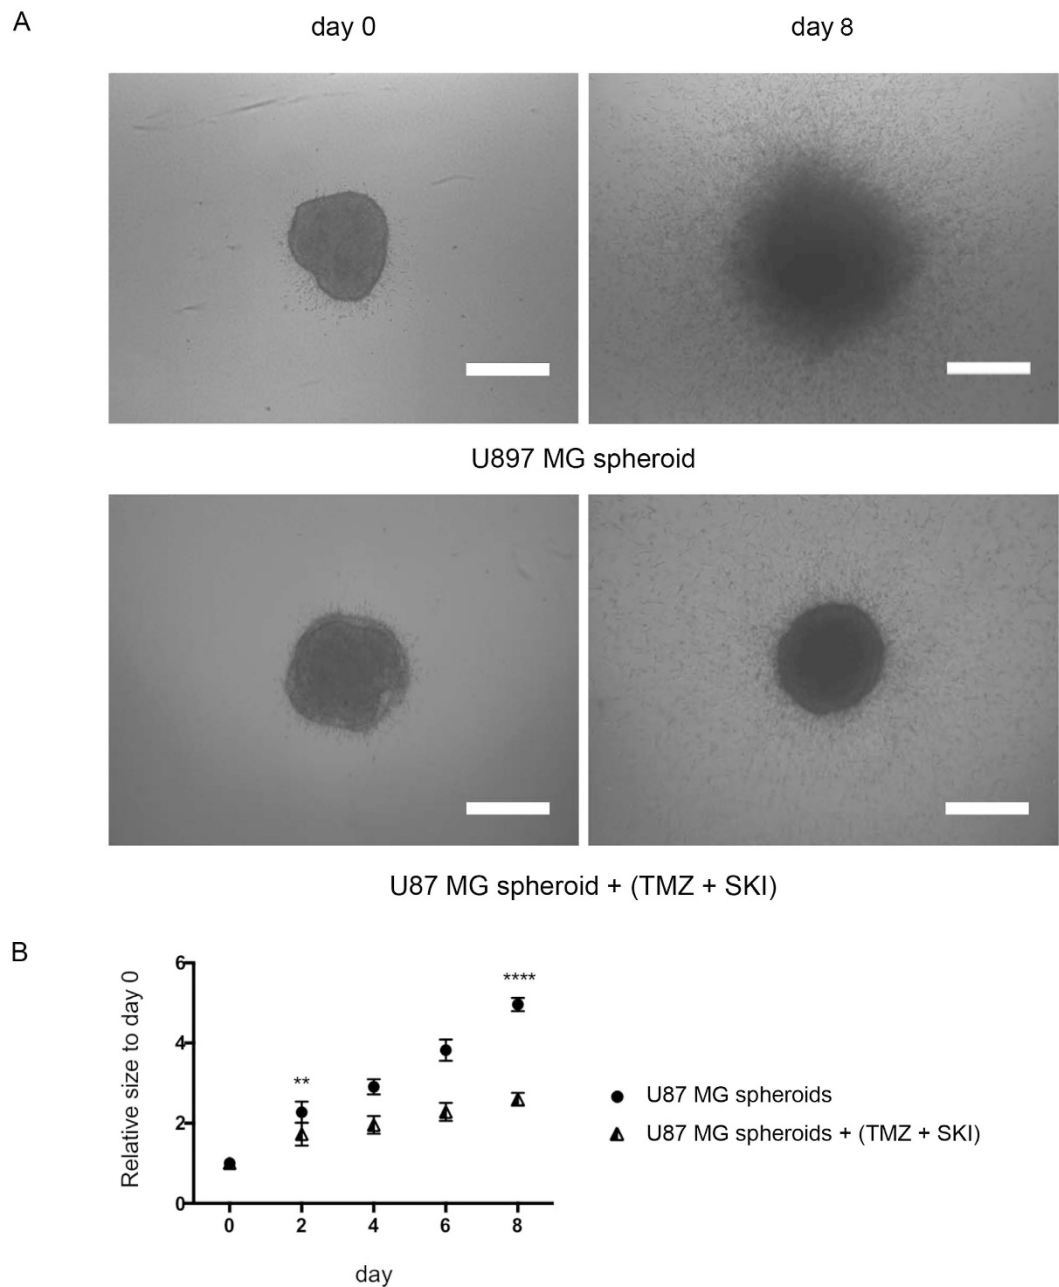 A
day 0
day 8
U897 MG spheroid
U87 MG spheroid + (TMZ + SKI)
B
Relative size to day 0
6
4
2
0
**
****
0 2 4 6 8
day
U87 MG spheroids
U87 MG spheroids + (TMZ + SKI)